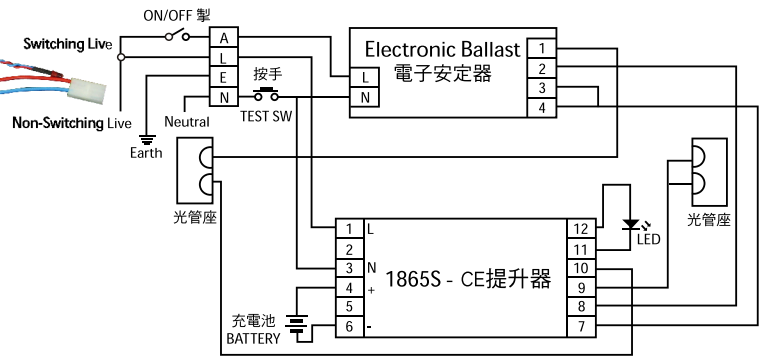 ON/OFF 掣
Switching Live
Non-Switching Live
A
L
E
N
按手
TEST SW
Neutral
Earth
Electronic Ballast
電子安定器
L
N
1
2
3
4
光管座
光管座
1 L
2
3 N
4 +
5
6 -
1865S - CE提升器
12
11
10
9
8
7
LED
充電池
BATTERY